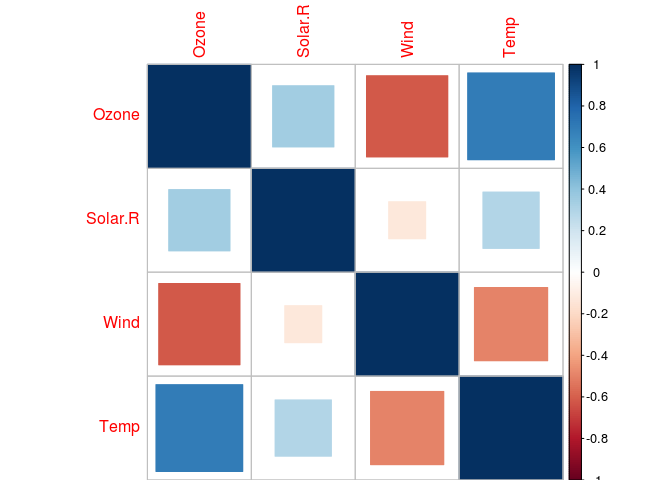 Ozone
Solar.R
Wind
Temp
Ozone
Solar.R
Wind
Temp
1
0.8
0.6
0.4
0.2
0
-0.2
-0.4
-0.6
-0.8
-1